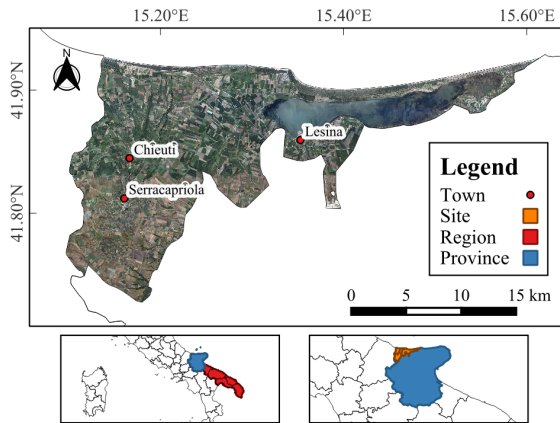 15.20°E 15.40°E 15.60°E
41.90°N
41.80°N
N
Lesina
Chieuti
Serracapriola
Legend
Town
Site
Region
Province
0 5 10 15 km